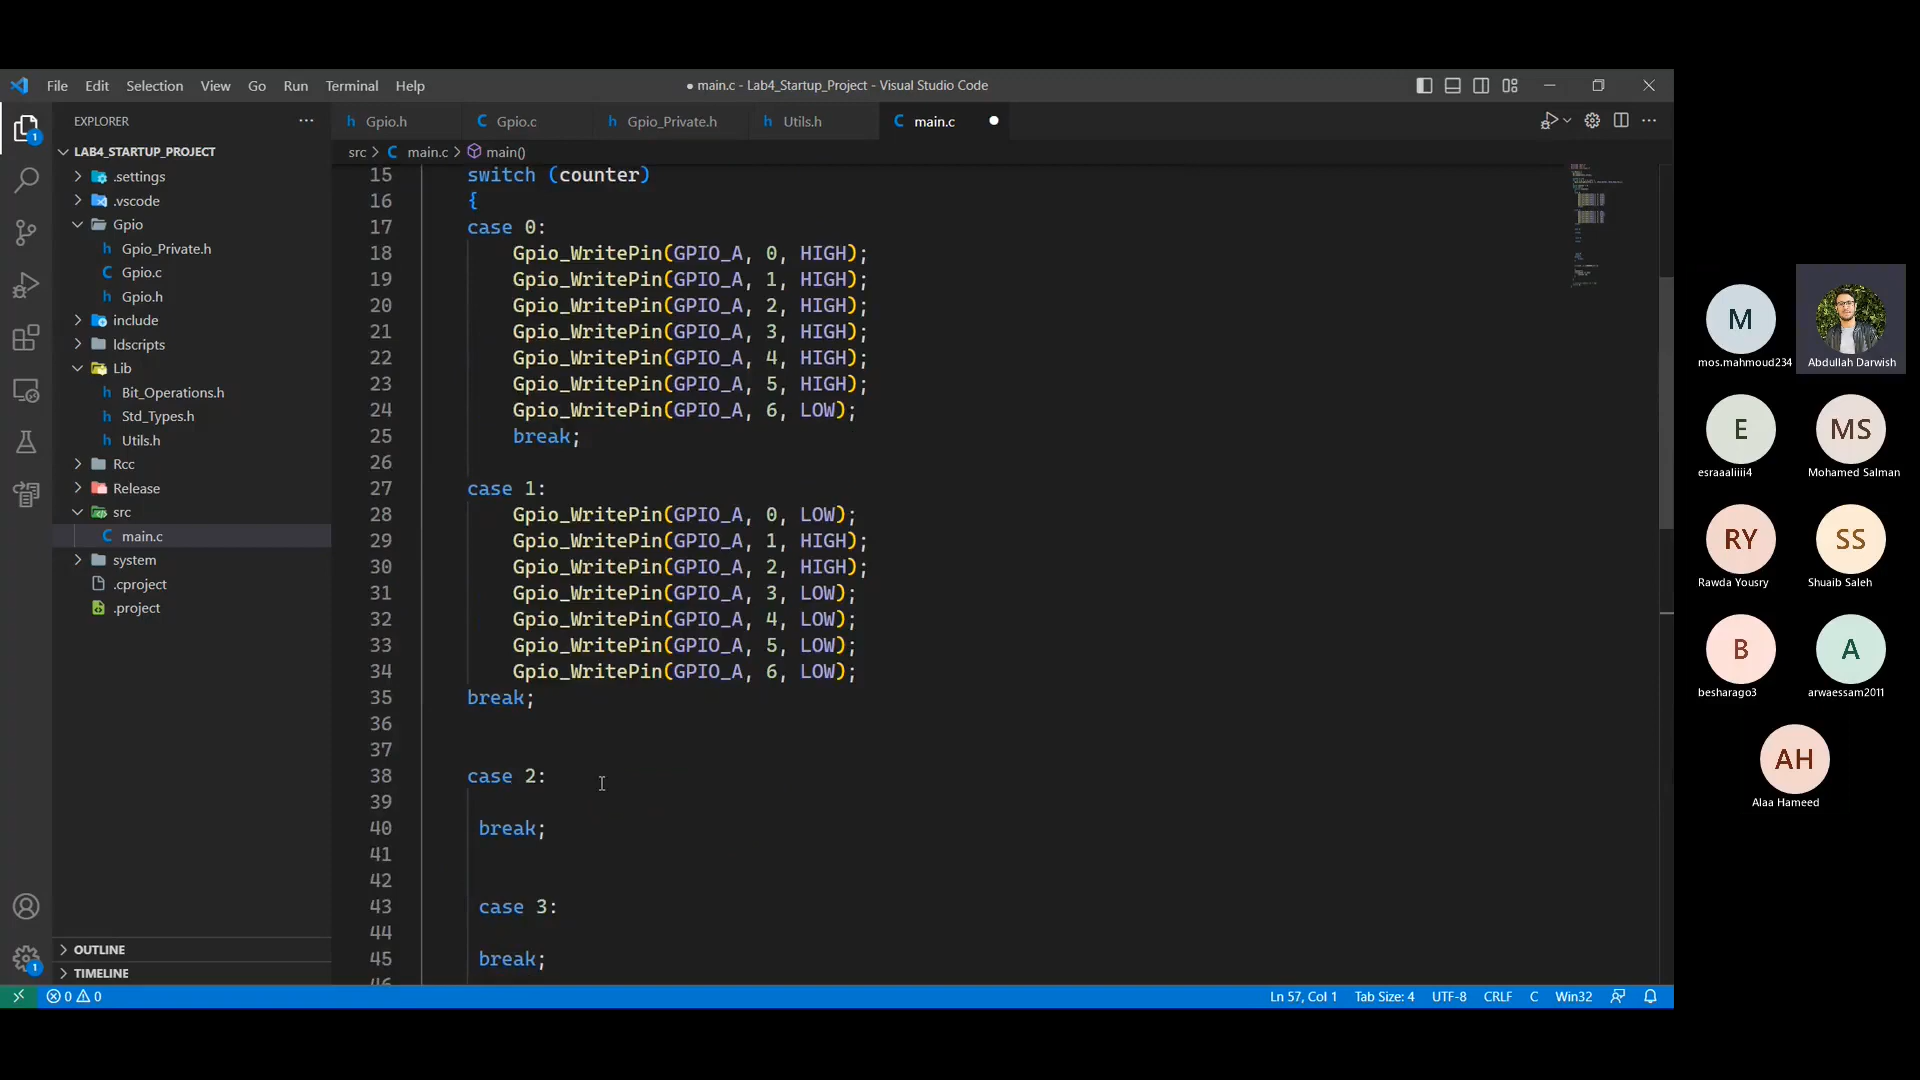 File Edit Selection View Go Run Terminal Help
● main.c - Lab4_Startup_Project - Visual Studio Code
EXPLORER
Gpio.h Gpio.c Gpio_Private.h Utils.h main.c
src > C main.c > main()
LAB4_STARTUP_PROJECT
.settings
.vscode
Gpio
h Gpio_Private.h
C Gpio.c
h Gpio.h
include
ldscripts
Lib
h Bit_Operations.h
h Std_Types.h
h Utils.h
Rcc
Release
src
C main.c
system
.cproject
.project
OUTLINE
TIMELINE
15 switch (counter)
16 {
17 case 0:
18 Gpio_WritePin(GPIO_A, 0, HIGH);
19 Gpio_WritePin(GPIO_A, 1, HIGH);
20 Gpio_WritePin(GPIO_A, 2, HIGH);
21 Gpio_WritePin(GPIO_A, 3, HIGH);
22 Gpio_WritePin(GPIO_A, 4, HIGH);
23 Gpio_WritePin(GPIO_A, 5, HIGH);
24 Gpio_WritePin(GPIO_A, 6, LOW);
25 break;
26
27 case 1:
28 Gpio_WritePin(GPIO_A, 0, LOW);
29 Gpio_WritePin(GPIO_A, 1, HIGH);
30 Gpio_WritePin(GPIO_A, 2, HIGH);
31 Gpio_WritePin(GPIO_A, 3, LOW);
32 Gpio_WritePin(GPIO_A, 4, LOW);
33 Gpio_WritePin(GPIO_A, 5, LOW);
34 Gpio_WritePin(GPIO_A, 6, LOW);
35 break;
36
37
38 case 2:
39
40 break;
41
42
43 case 3:
44
45 break;
46
0 0
Ln 57, Col 1 Tab Size: 4 UTF-8 CRLF C Win32
1
1
M
mos.mahmoud234
Abdullah Darwish
E
esraaaliiii4
MS
Mohamed Salman
RY
Rawda Yousry
SS
Shuaib Saleh
B
besharago3
A
arwaessam2011
AH
Alaa Hameed